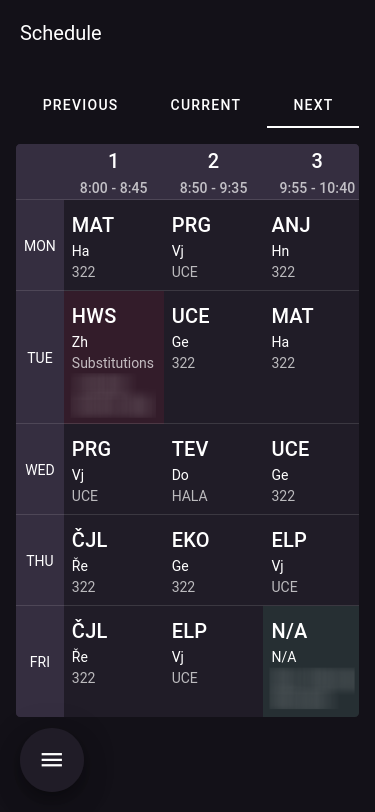 Schedule
PREVIOUS CURRENT NEXT
1 2 3
8:00 - 8:45 8:50 - 9:35 9:55 - 10:40
MON
MAT PRG ANJ
Ha Vj Hn
322 UCE 322
TUE
HWS UCE MAT
Zh Ge Ha
Substitutions 322 322
WED
PRG TEV UCE
Vj Do Ge
UCE HALA 322
THU
ČJL EKO ELP
Ře Ge Vj
322 322 UCE
FRI
ČJL ELP N/A
Ře Vj N/A
322 UCE